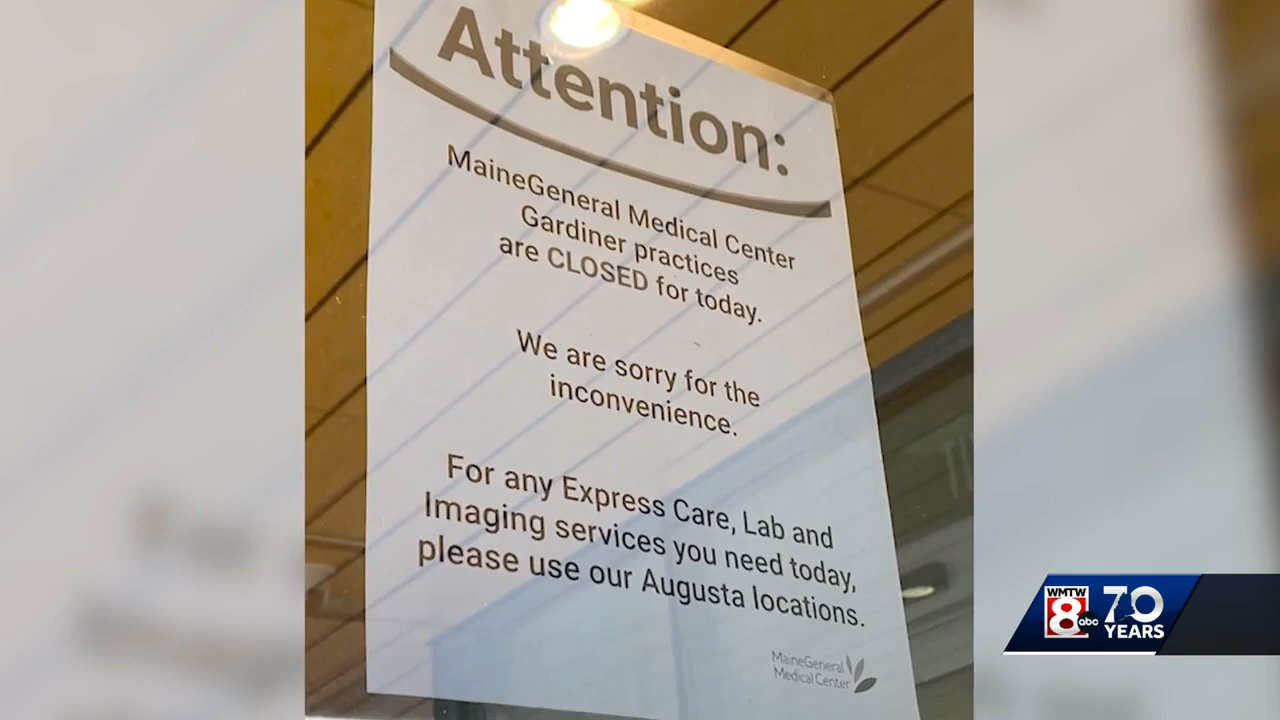 Attention:
MaineGeneral Medical Center
Gardiner practices
are CLOSED for today.
We are sorry for the
inconvenience.
For any Express Care, Lab and
Imaging services you need today,
please use our Augusta locations.
MaineGeneral
Medical Center
WMTW
8
abc
70
YEARS